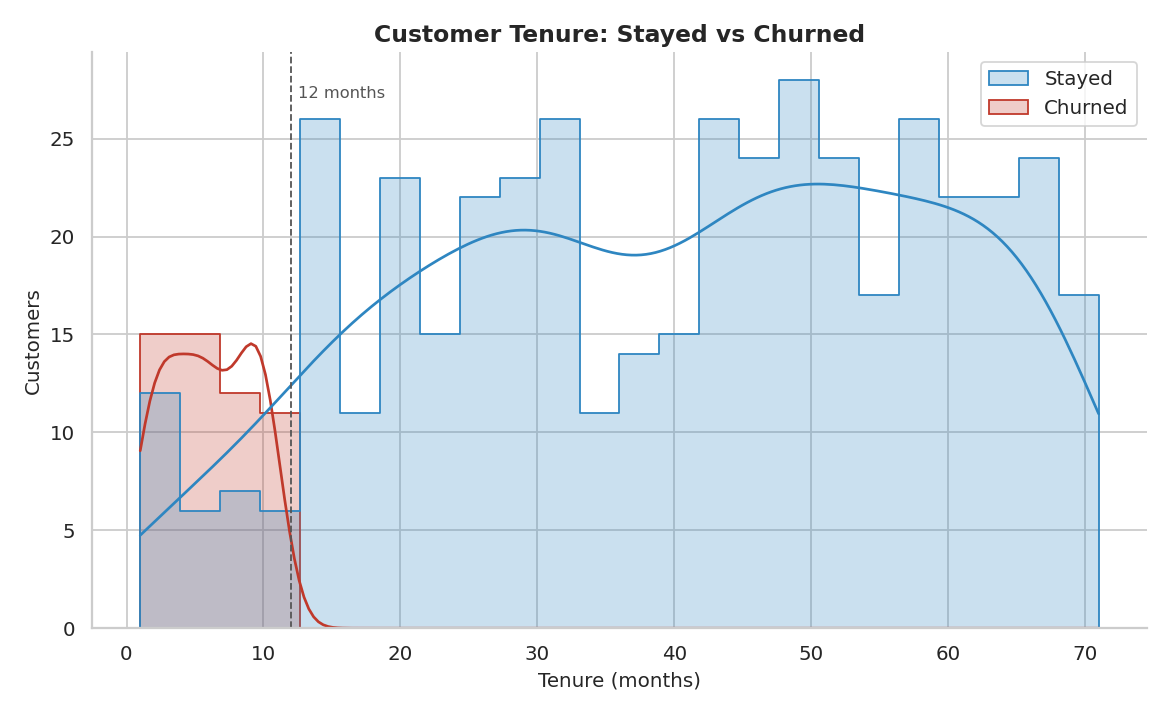 Customer Tenure: Stayed vs Churned
12 months
Stayed
Churned
Customers
25
20
15
10
5
0
0 10 20 30 40 50 60 70
Tenure (months)